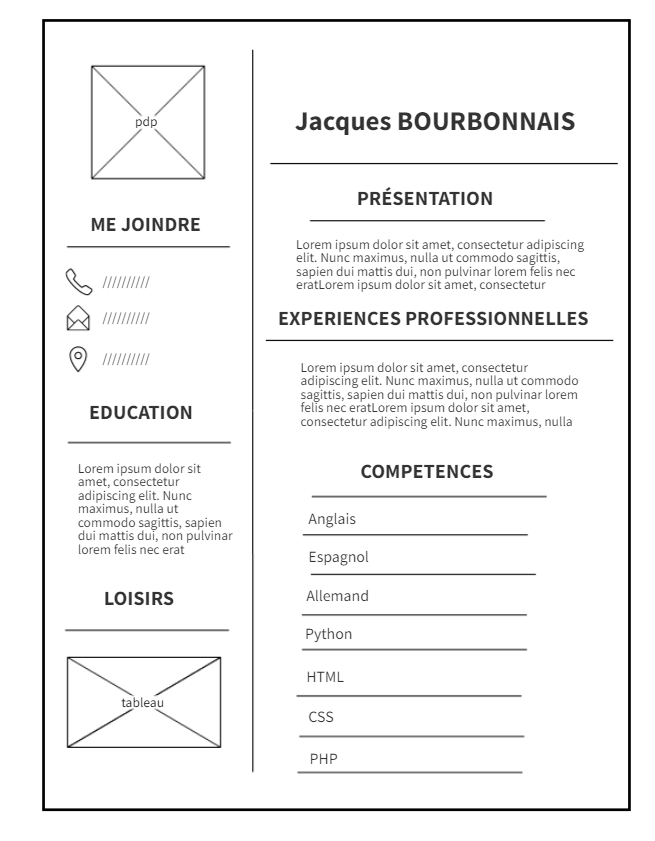 pdp
ME JOINDRE
//////////
//////////
//////////
EDUCATION
Lorem ipsum dolor sit
amet, consectetur
adipiscing elit. Nunc
maximus, nulla ut
commodo sagittis, sapien
dui mattis dui, non pulvinar
lorem felis nec erat
LOISIRS
tableau
Jacques BOURBONNAIS
PRÉSENTATION
Lorem ipsum dolor sit amet, consectetur adipiscing
elit. Nunc maximus, nulla ut commodo sagittis,
sapien dui mattis dui, non pulvinar lorem felis nec
eratLorem ipsum dolor sit amet, consectetur
EXPERIENCES PROFESSIONNELLES
Lorem ipsum dolor sit amet, consectetur
adipiscing elit. Nunc maximus, nulla ut commodo
sagittis, sapien dui mattis dui, non pulvinar lorem
felis nec eratLorem ipsum dolor sit amet,
consectetur adipiscing elit. Nunc maximus, nulla
COMPETENCES
Anglais
Espagnol
Allemand
Python
HTML
CSS
PHP